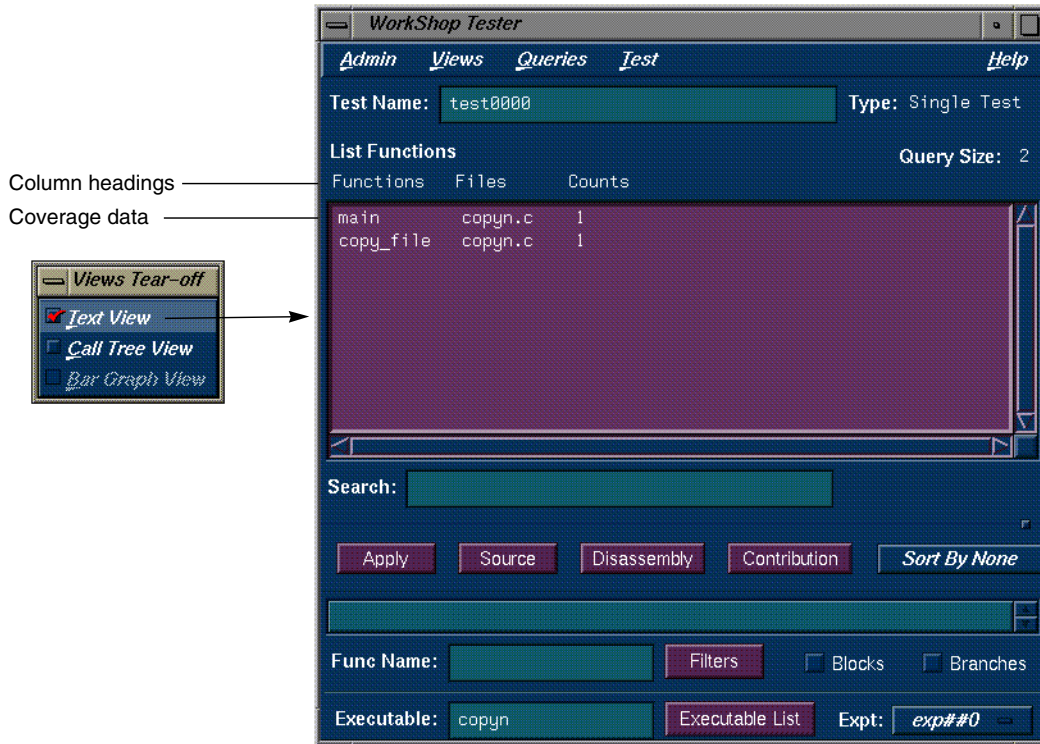 WorkShop Tester
Admin Views Queries Test Help
Test Name: test0000 Type: Single Test
List Functions Query Size: 2
Column headings
Functions Files Counts
Coverage data
main copyn.c 1
copy_file copyn.c 1
Views Tear-off
Text View
Call Tree View
Bar Graph View
Search:
Apply Source Disassembly Contribution Sort By None
Func Name: Filters Blocks Branches
Executable: copyn Executable List Expt: exp##0